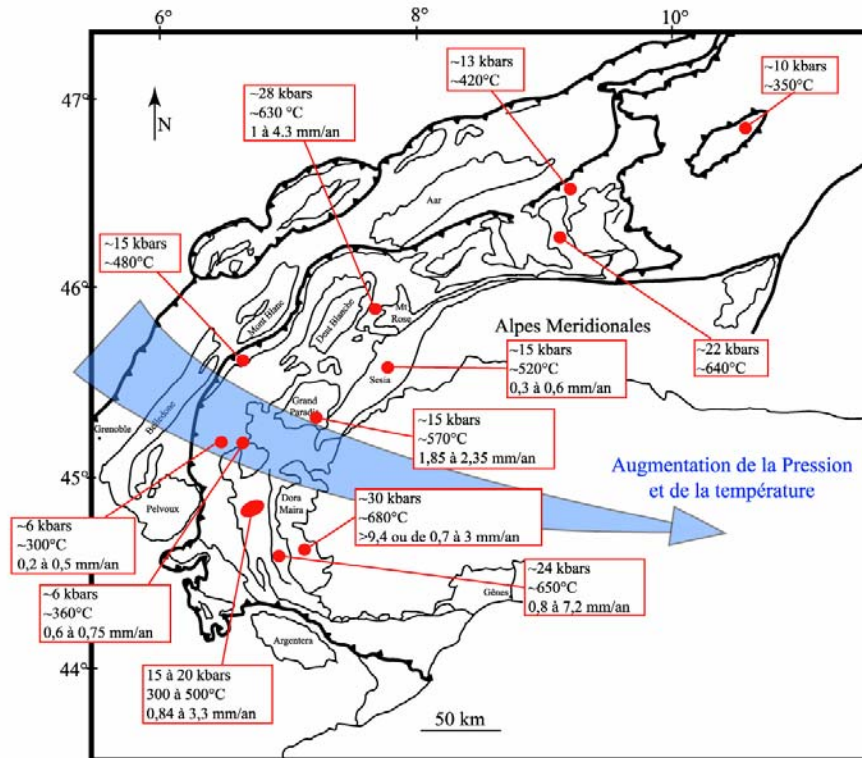 6°
8°
10°
47°
46°
45°
44°
N
~28 kbars
~630 °C
1 à 4.3 mm/an
~13 kbars
~420°C
~10 kbars
~350°C
Aar
~15 kbars
~480°C
Mont Blanc
Dent Blanche
Mt
Rose
Alpes Meridionales
~22 kbars
~640°C
~15 kbars
~520°C
0,3 à 0,6 mm/an
Sesia
Grand
Paradis
Grenoble
Belledone
~15 kbars
~570°C
1,85 à 2,35 mm/an
Augmentation de la Pression
et de la température
Pelvoux
Dora
Maira
~30 kbars
~680°C
>9,4 ou de 0,7 à 3 mm/an
~6 kbars
~300°C
0,2 à 0,5 mm/an
~24 kbars
~650°C
0,8 à 7,2 mm/an
Gênes
~6 kbars
~360°C
0,6 à 0,75 mm/an
Argentera
15 à 20 kbars
300 à 500°C
0,84 à 3,3 mm/an
50 km